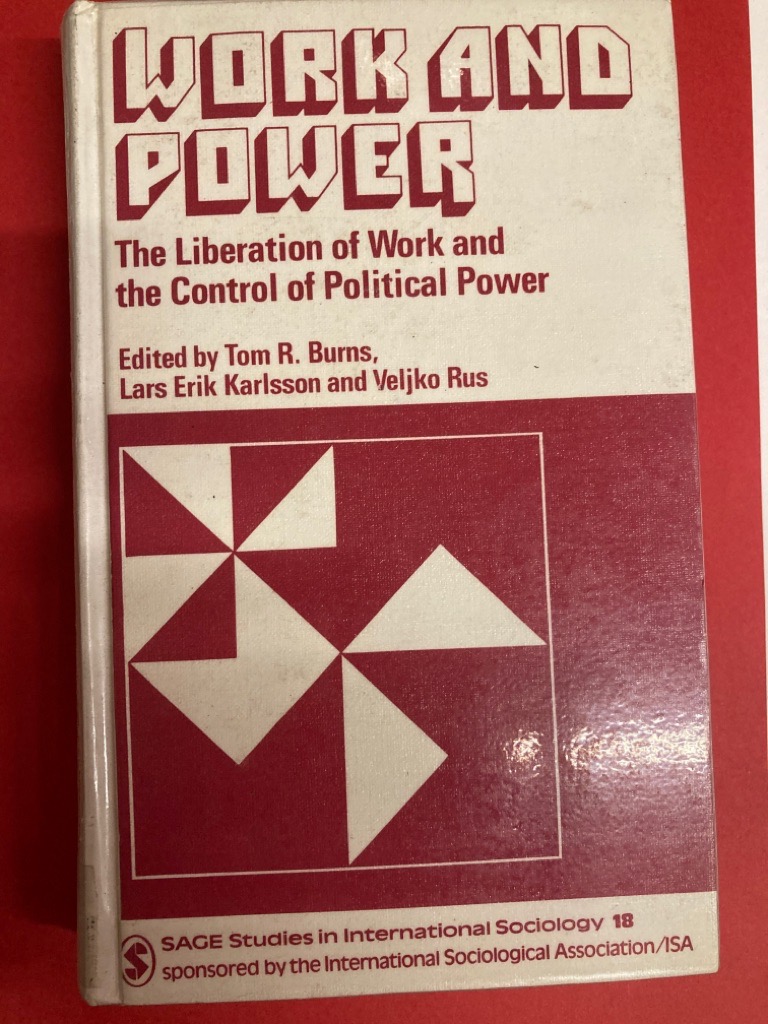 WORK AND
POWER
The Liberation of Work and
the Control of Political Power
Edited by Tom R. Burns,
Lars Erik Karlsson and Veljko Rus
S SAGE Studies in International Sociology 18
sponsored by the International Sociological Association/ISA